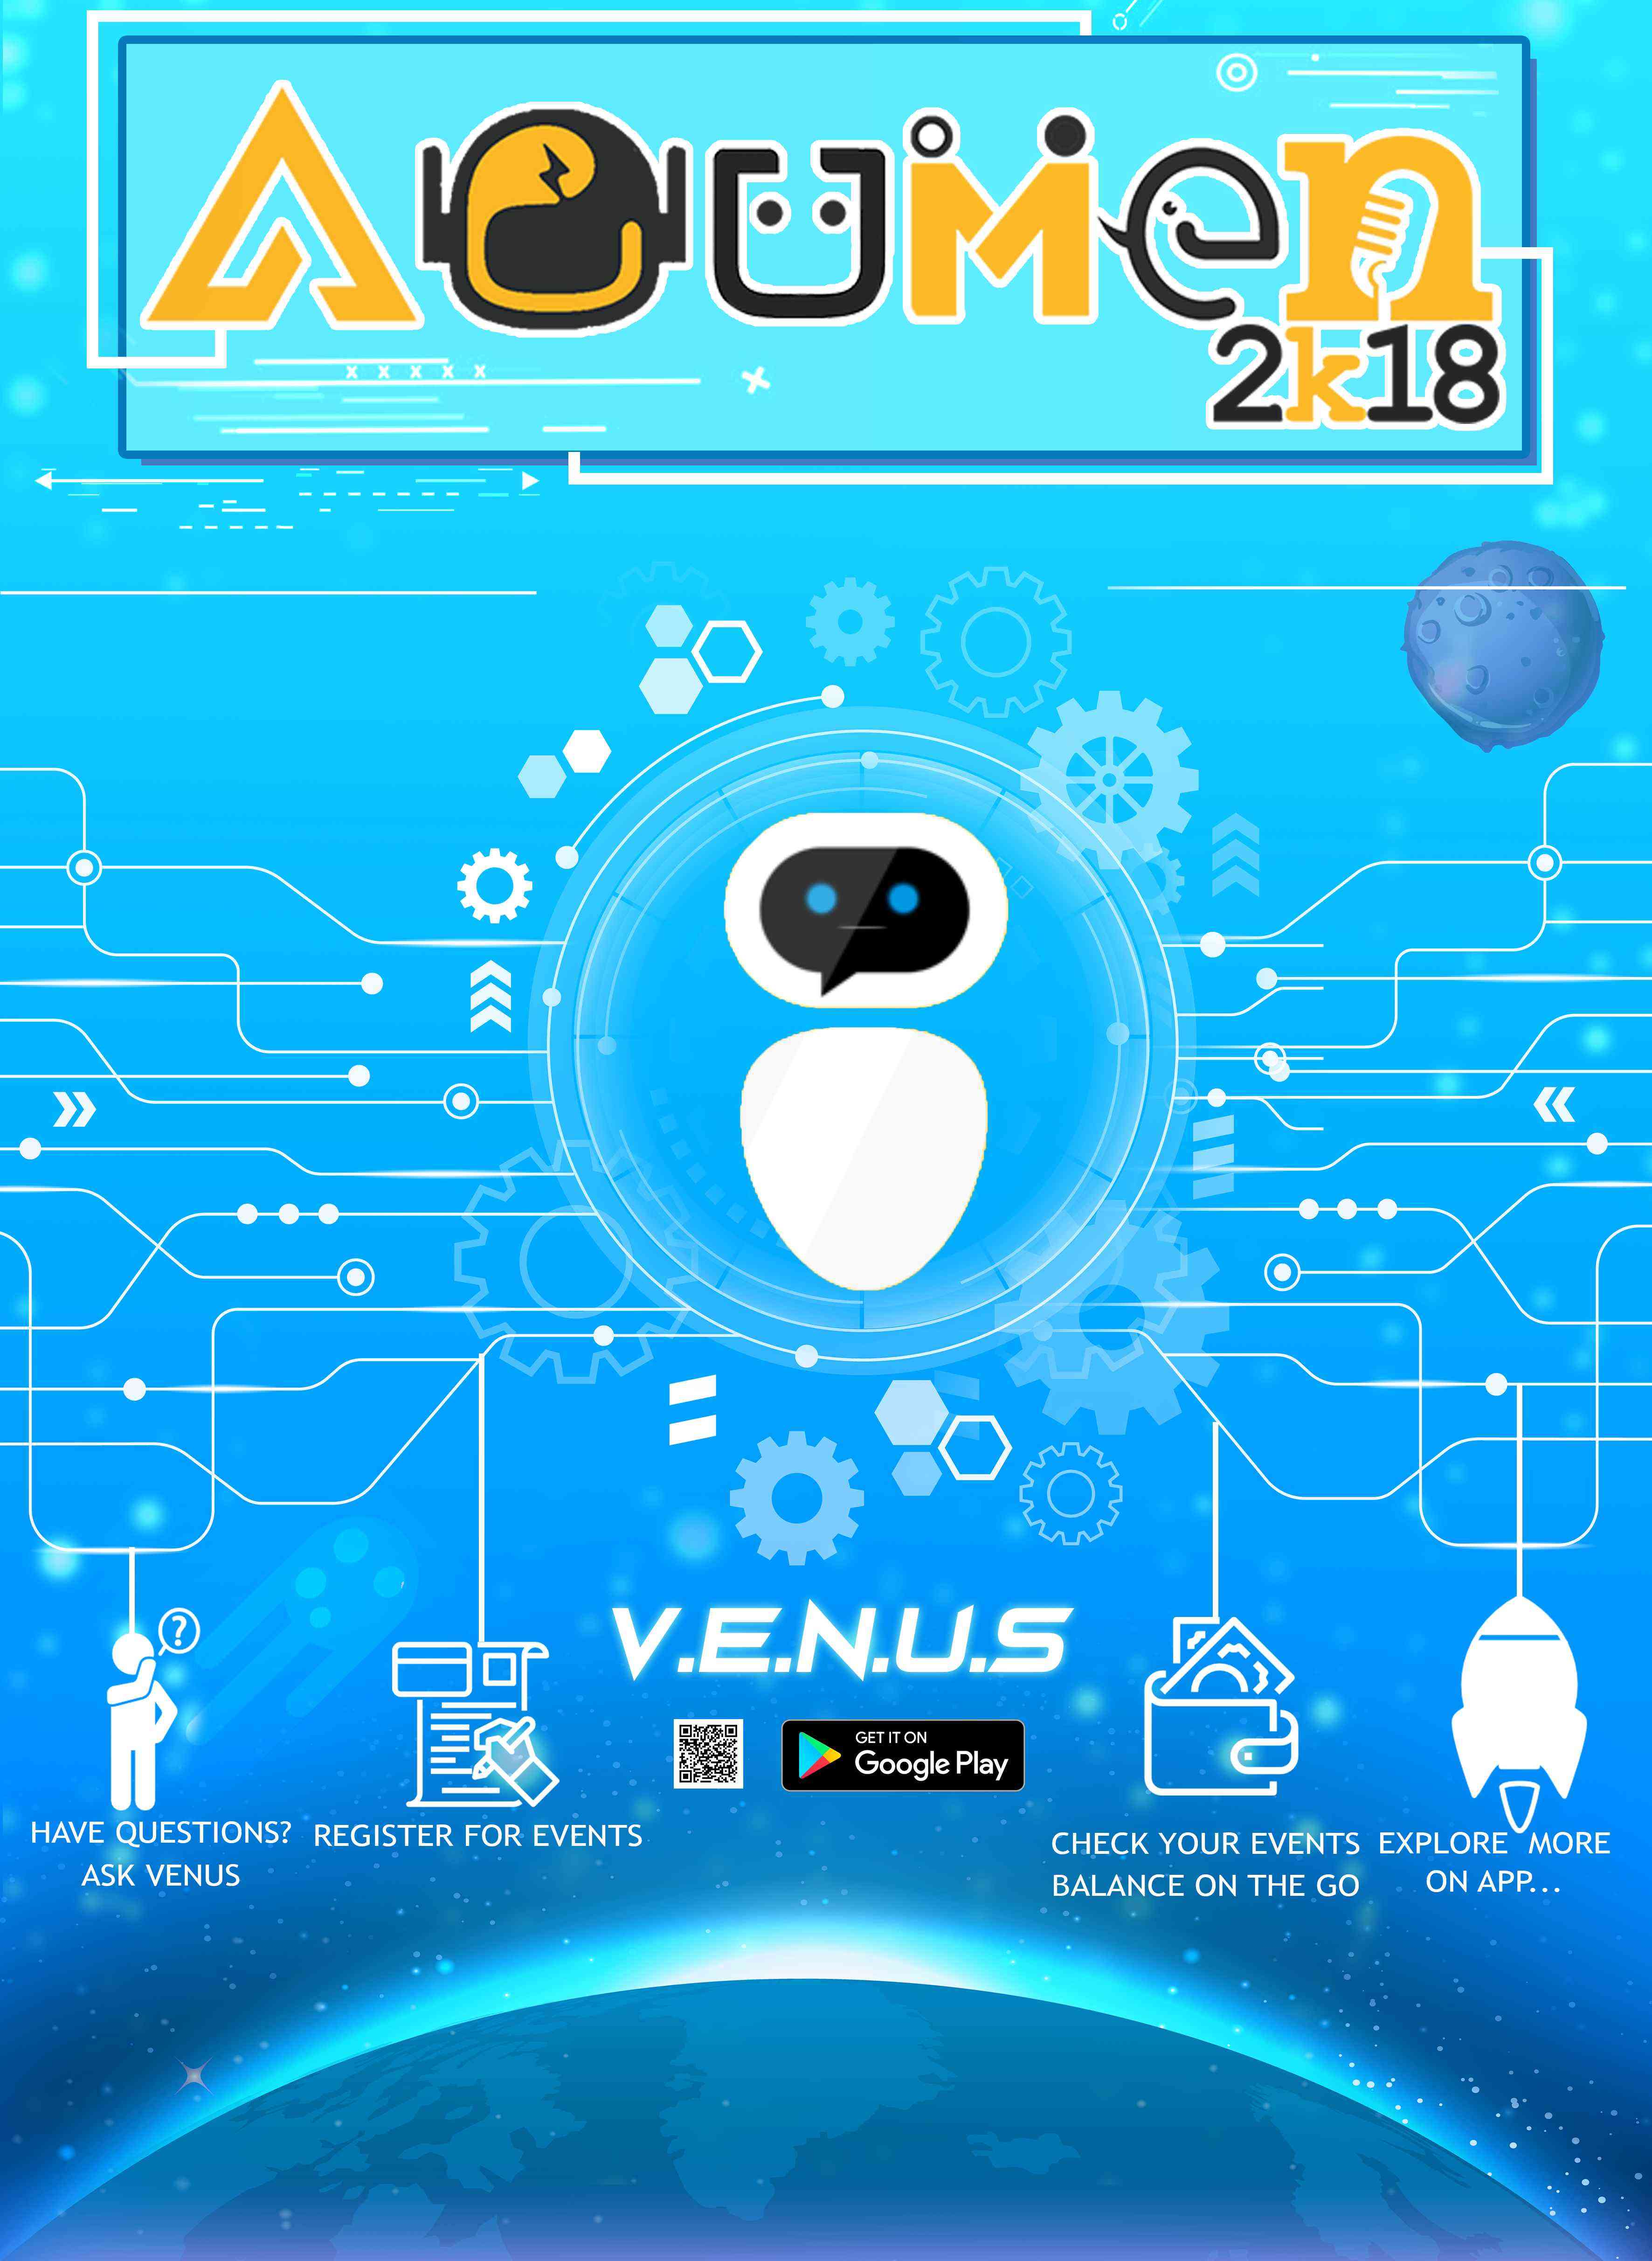 Acumen
2k18
V.E.N.U.S
GET IT ON
Google Play
?
HAVE QUESTIONS?
ASK VENUS
REGISTER FOR EVENTS
CHECK YOUR EVENTS
BALANCE ON THE GO
EXPLORE MORE
ON APP...